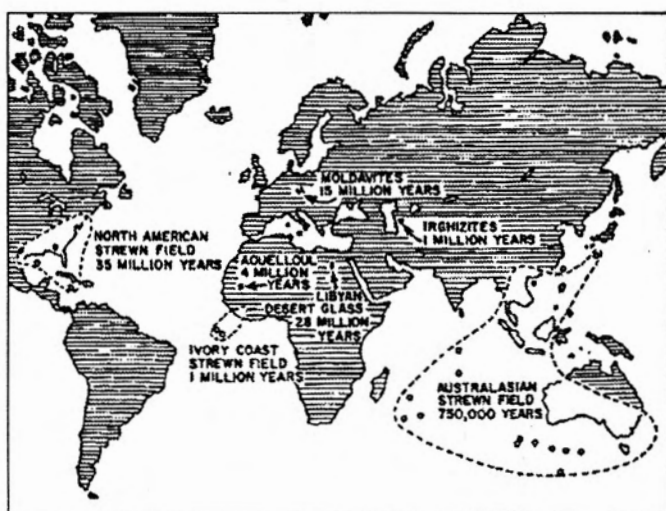 MOLDAVITES
15 MILLION YEARS
NORTH AMERICAN
STREWN FIELD
35 MILLION YEARS
IRGHIZITES
1 MILLION YEARS
AOUELLOUL
4 MILLION
YEARS
LIBYAN
DESERT GLASS
28 MILLION
YEARS
IVORY COAST
STREWN FIELD
1 MILLION YEARS
AUSTRALASIAN
STREWN FIELD
750,000 YEARS